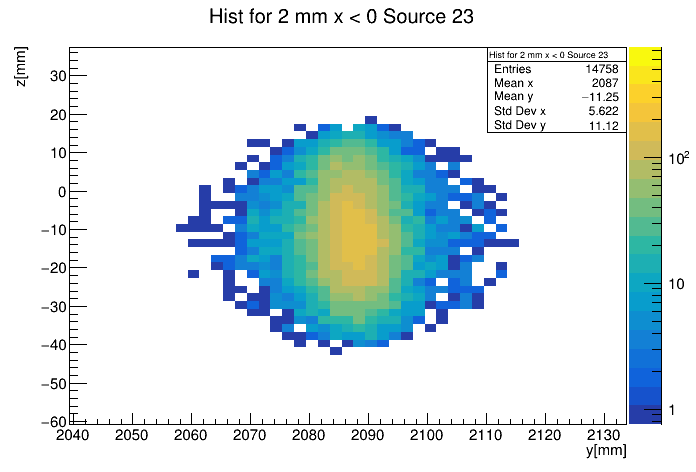 Hist for 2 mm x < 0 Source 23
z[mm]
Hist for 2 mm x < 0 Source 23
Entries 14758
Mean x 2087
Mean y −11.25
Std Dev x 5.622
Std Dev y 11.12
30
20
10
0
−10
−20
−30
−40
−50
−60
2040 2050 2060 2070 2080 2090 2100 2110 2120 2130
y[mm]
10²
10
1